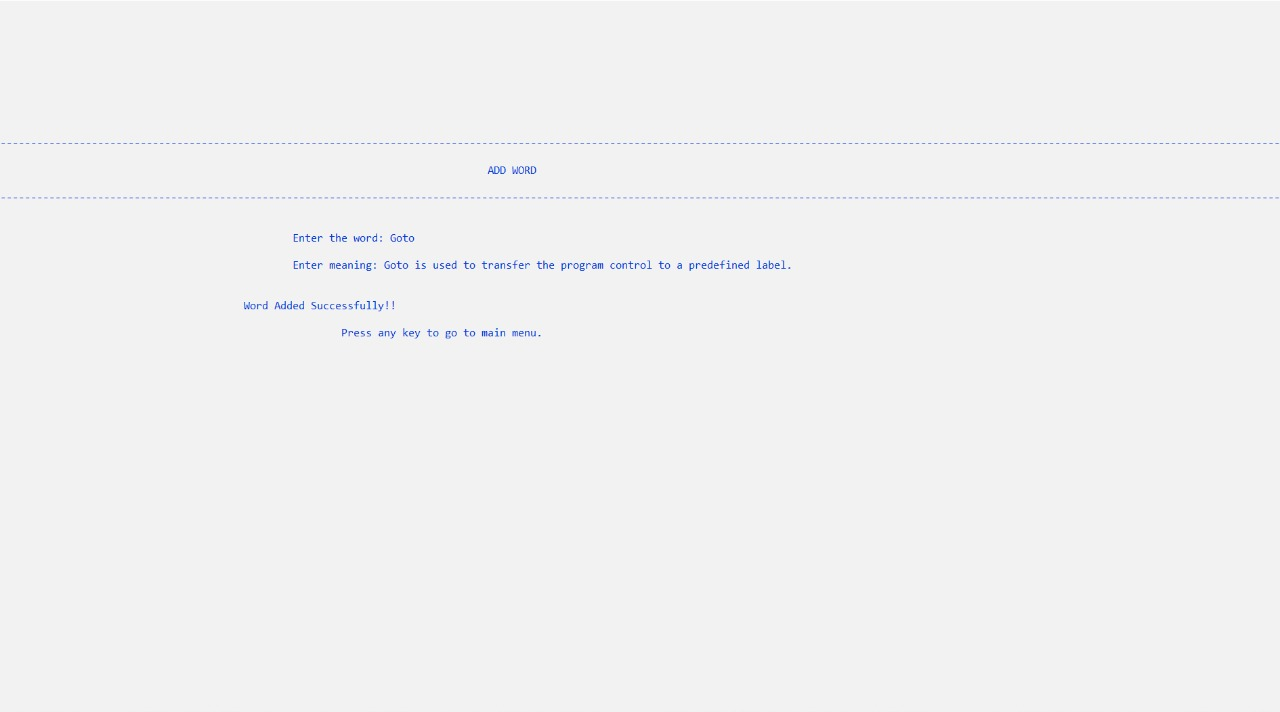 ADD WORD
Enter the word: Goto
Enter meaning: Goto is used to transfer the program control to a predefined label.
Word Added Successfully!!
Press any key to go to main menu.